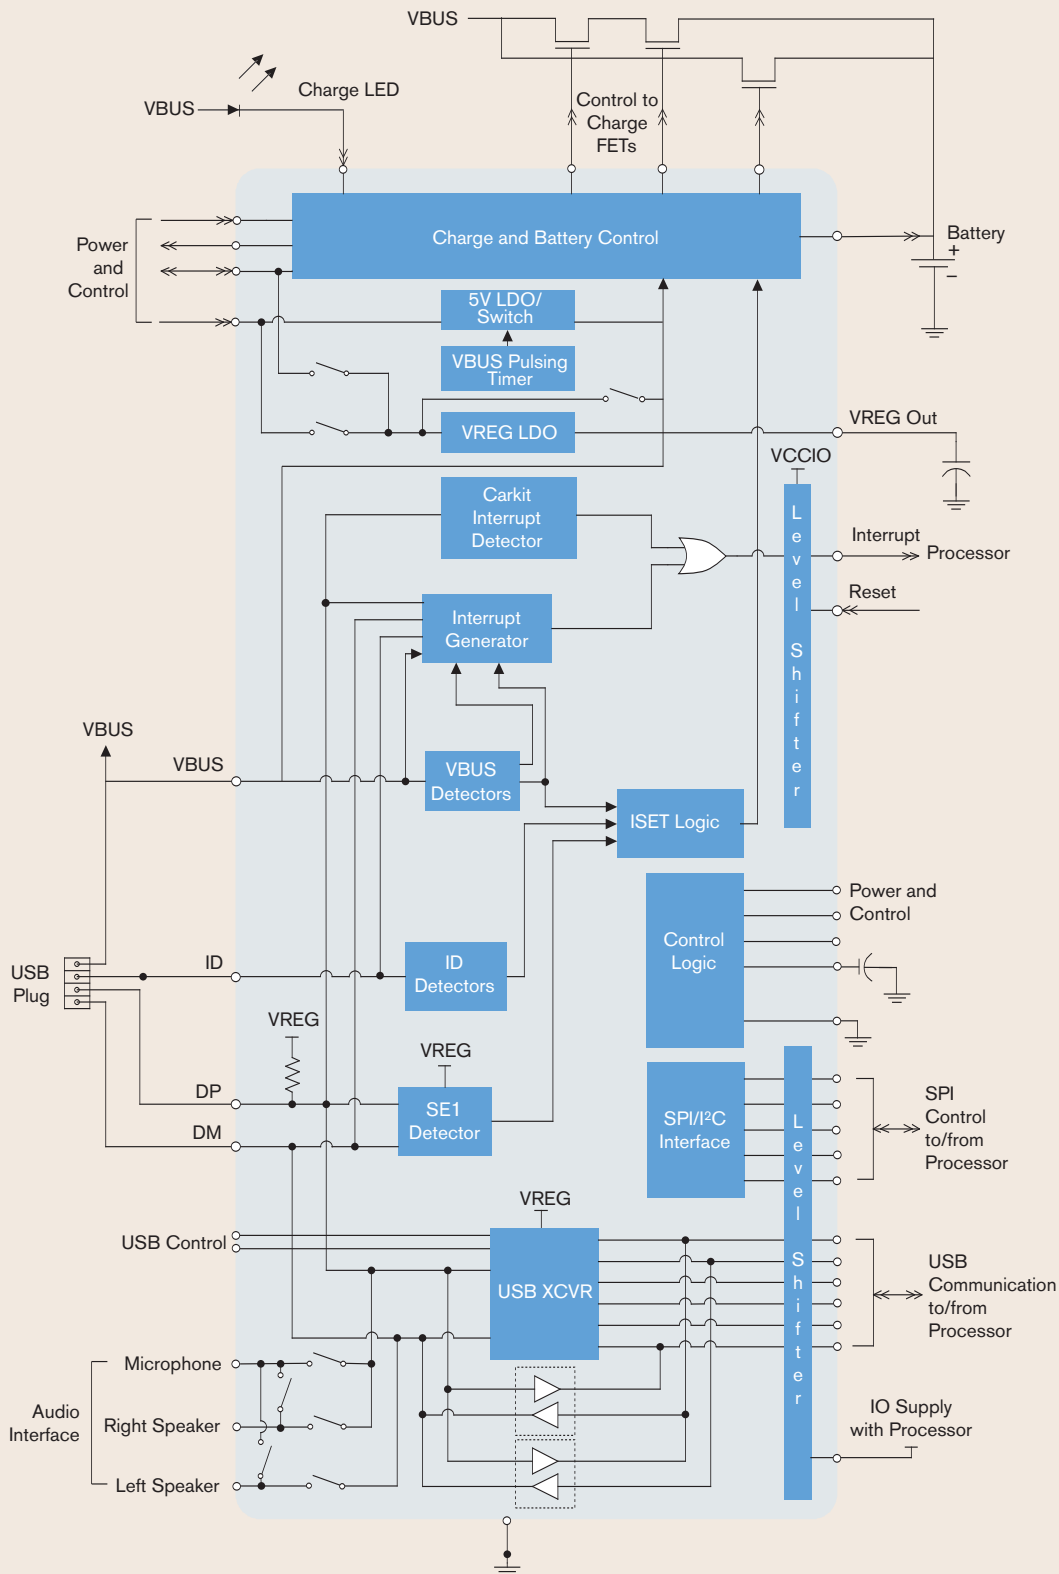 VBUS
Charge LED
VBUS
Control to
Charge
FETs
Power
and
Control
Charge and Battery Control
Battery
+
–
5V LDO/
Switch
VBUS Pulsing
Timer
VREG LDO
VREG Out
VCCIO
Carkit
Interrupt
Detector
Level Shifter
Interrupt
Processor
Reset
Interrupt
Generator
VBUS
VBUS
VBUS
Detectors
ISET Logic
Power and
Control
Control
Logic
USB
Plug
ID
ID
Detectors
VREG
VREG
DP
DM
SE1
Detector
SPI/I²C
Interface
Level Shifter
SPI
Control
to/from
Processor
VREG
USB Control
USB XCVR
USB
Communication
to/from
Processor
Microphone
Audio
Interface
Right Speaker
Left Speaker
IO Supply
with Processor